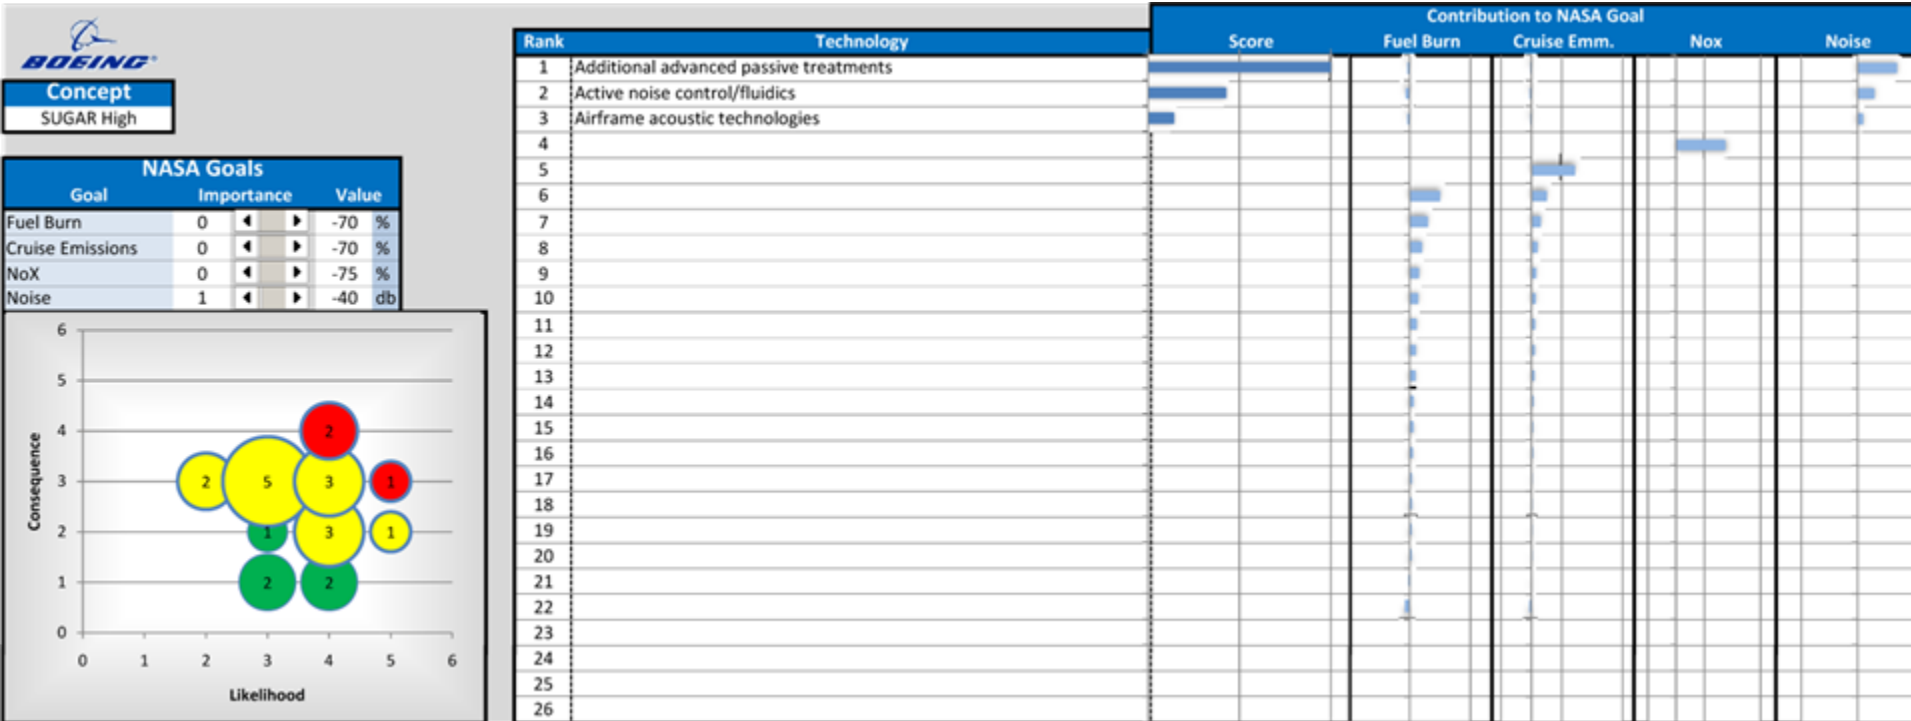 BOEING
Concept
SUGAR High
NASA Goals
Goal Importance Value
Fuel Burn 0 -70 %
Cruise Emissions 0 -70 %
NoX 0 -75 %
Noise 1 -40 db
6
5
4
3
2
1
0
2
2 5 3 1
1 3 1
2 2
0 1 2 3 4 5 6
Consequence
Likelihood
Contribution to NASA Goal
Rank Technology Score Fuel Burn Cruise Emm. Nox Noise
1 Additional advanced passive treatments
2 Active noise control/fluidics
3 Airframe acoustic technologies
4
5
6
7
8
9
10
11
12
13
14
15
16
17
18
19
20
21
22
23
24
25
26